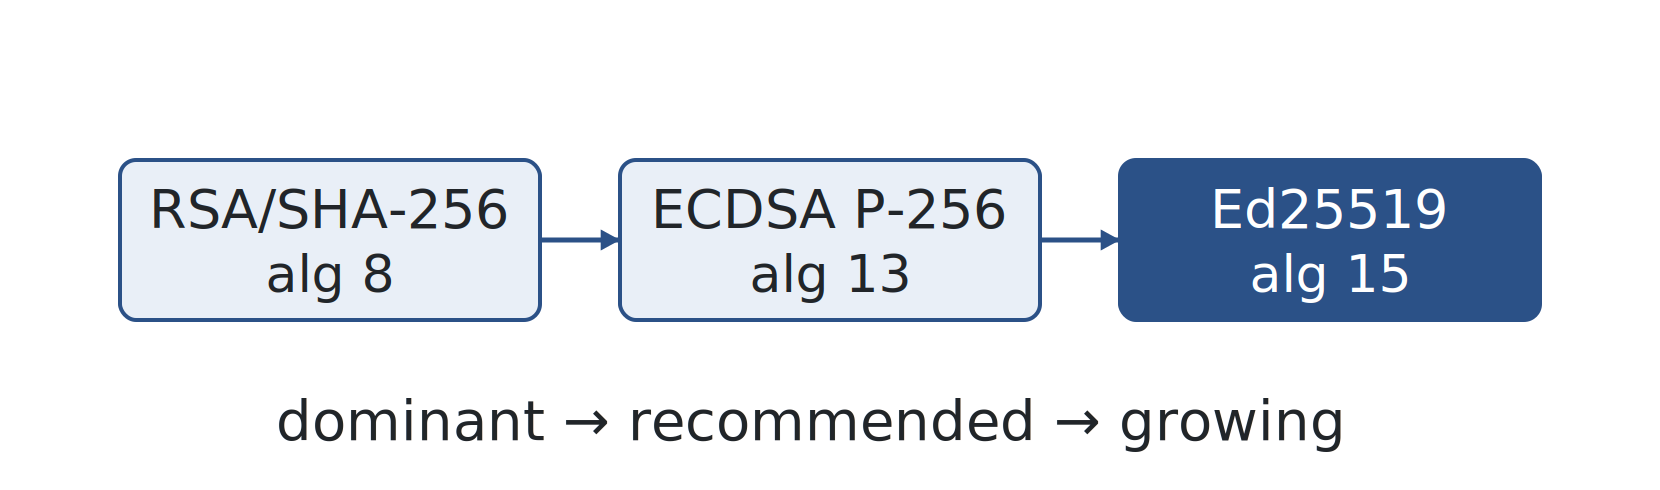 RSA/SHA-256
alg 8
ECDSA P-256
alg 13
Ed25519
alg 15
dominant → recommended → growing